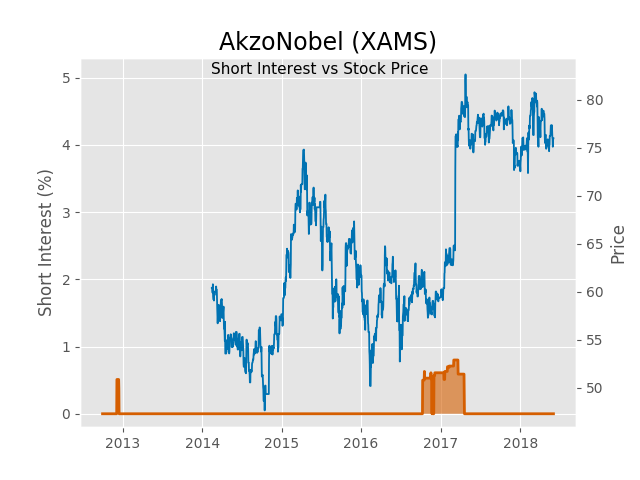 AkzoNobel (XAMS)
Short Interest vs Stock Price
Short Interest (%)
5
4
3
2
1
0
80
75
70
65
60
55
50
Price
2013 2014 2015 2016 2017 2018